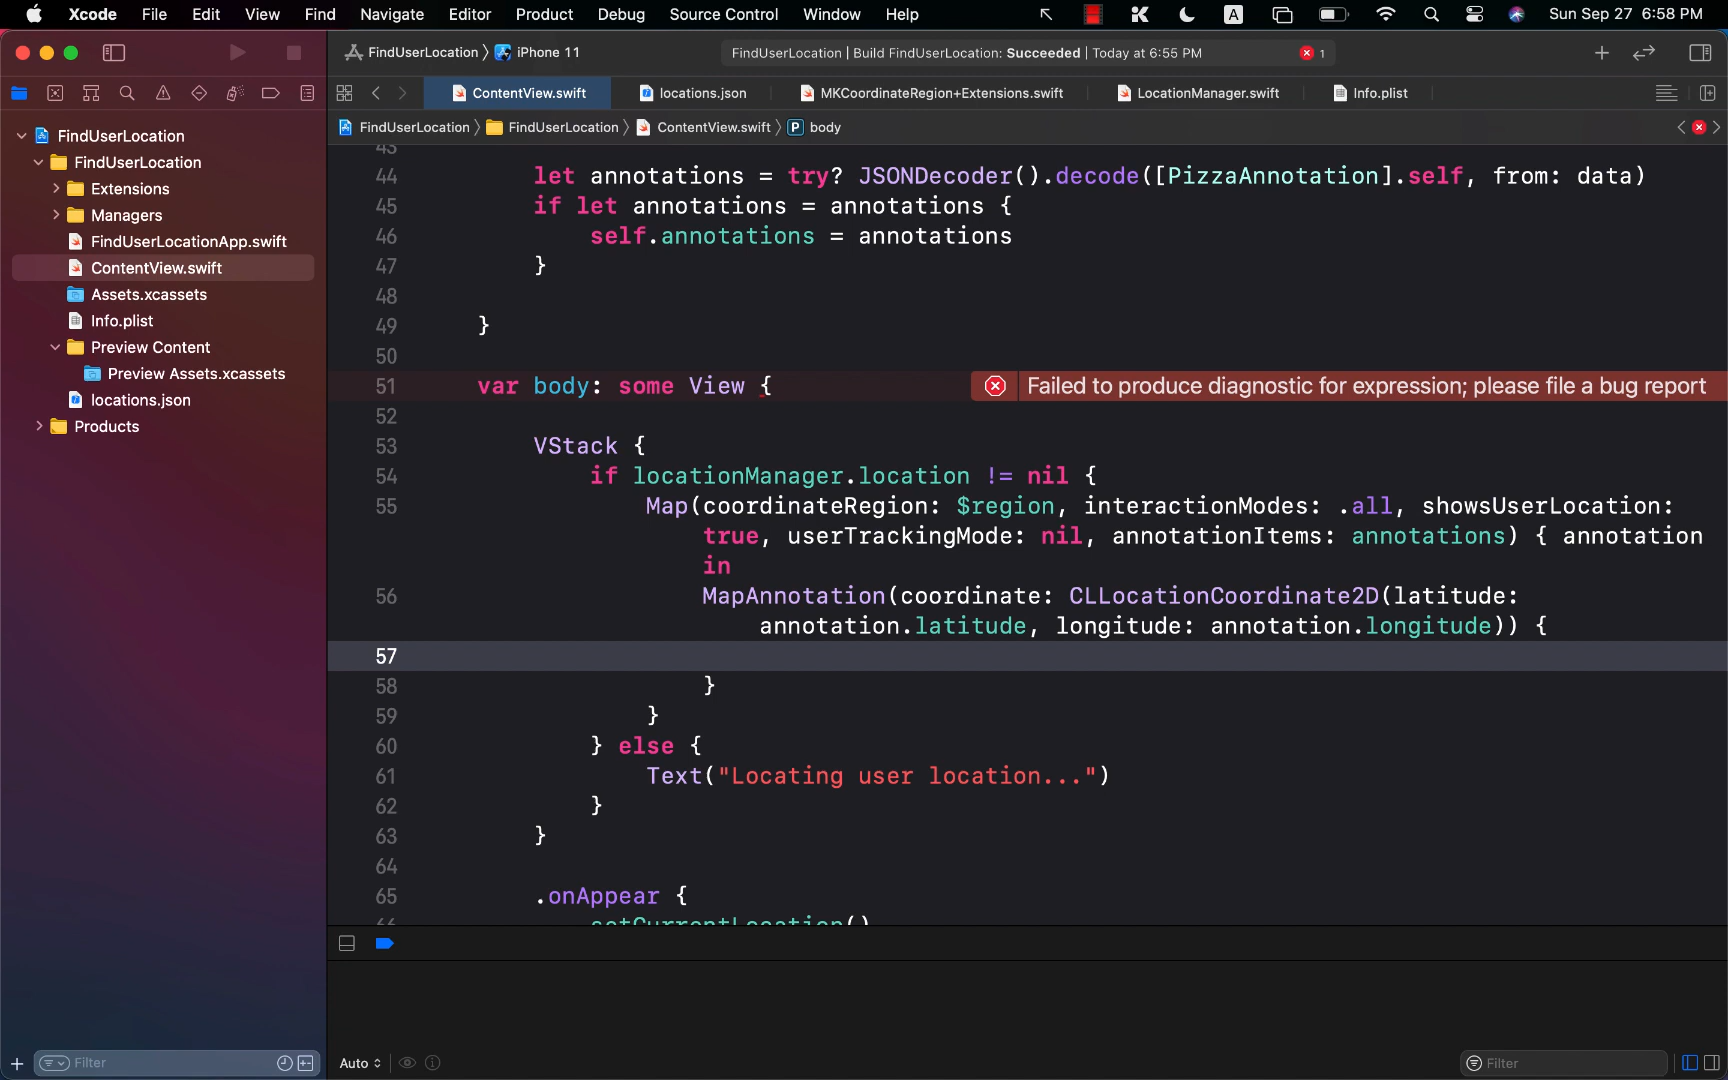 Xcode File Edit View Find Navigate Editor Product Debug Source Control Window Help A Sun Sep 27 6:58 PM
FindUserLocation iPhone 11 FindUserLocation | Build FindUserLocation: Succeeded | Today at 6:55 PM 1
ContentView.swift locations.json MKCoordinateRegion+Extensions.swift LocationManager.swift Info.plist
FindUserLocation FindUserLocation ContentView.swift P body
FindUserLocation
FindUserLocation
Extensions
Managers
FindUserLocationApp.swift
ContentView.swift
Assets.xcassets
Info.plist
Preview Content
Preview Assets.xcassets
locations.json
Products
Filter
43
44 let annotations = try? JSONDecoder().decode([PizzaAnnotation].self, from: data)
45 if let annotations = annotations {
46 self.annotations = annotations
47 }
48
49 }
50
51 var body: some View { Failed to produce diagnostic for expression; please file a bug report
52
53 VStack {
54 if locationManager.location != nil {
55 Map(coordinateRegion: $region, interactionModes: .all, showsUserLocation:
true, userTrackingMode: nil, annotationItems: annotations) { annotation
in
56 MapAnnotation(coordinate: CLLocationCoordinate2D(latitude:
annotation.latitude, longitude: annotation.longitude)) {
57
58 }
59 }
60 } else {
61 Text("Locating user location...")
62 }
63 }
64
65 .onAppear {
66 setCurrentLocation()
Auto Filter